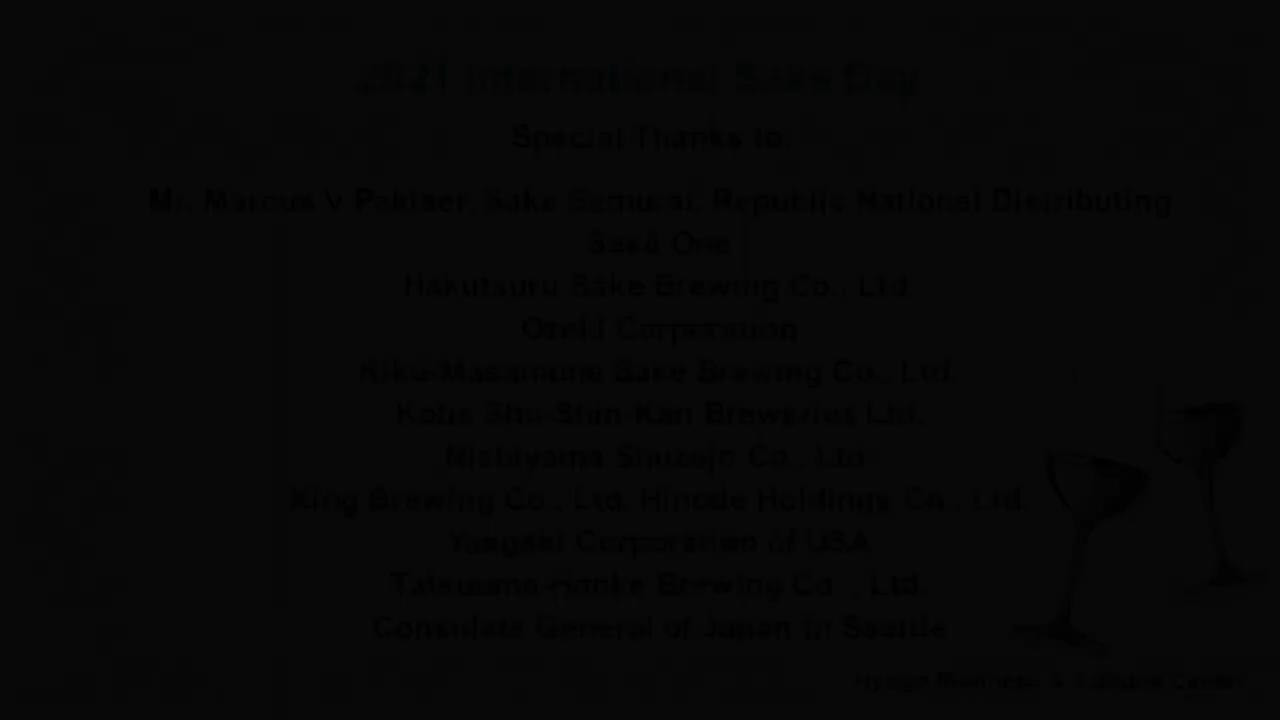 2021 International Sake Day
Special Thanks to:
Mr. Marcus V Pakiser, Sake Samurai, Republic National Distributing
Sake One
Hakutsuru Sake Brewing Co., Ltd.
Ozeki Corporation
Kiku-Masamune Sake Brewing Co., Ltd.
Kobe Shu-Shin-Kan Breweries Ltd.
Nishiyama Shuzojo Co., Ltd.
King Brewing Co., Ltd. Hinode Holdings Co., Ltd.
Yaegaki Corporation of USA
Tatsuuma-Honke Brewing Co., Ltd.
Consulate General of Japan in Seattle
Hyogo Business & Cultural Center